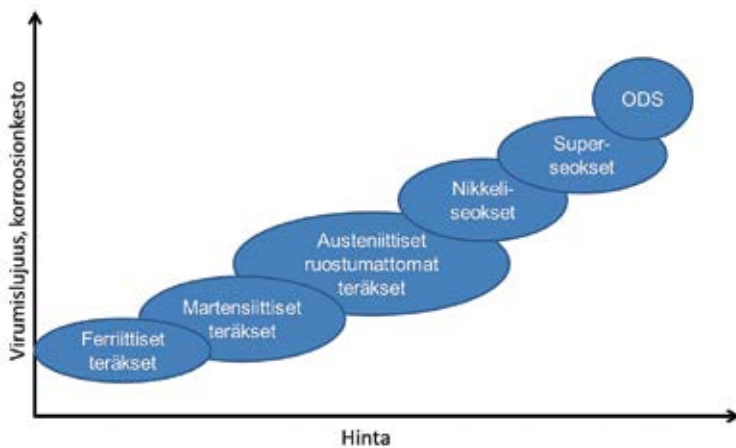 Virumislujuus, korroosionkesto
ODS
Super-
seokset
Nikkeli-
seokset
Austeniittiset
ruostumattomat
teräkset
Martensiittiset
teräkset
Ferriittiset
teräkset
Hinta